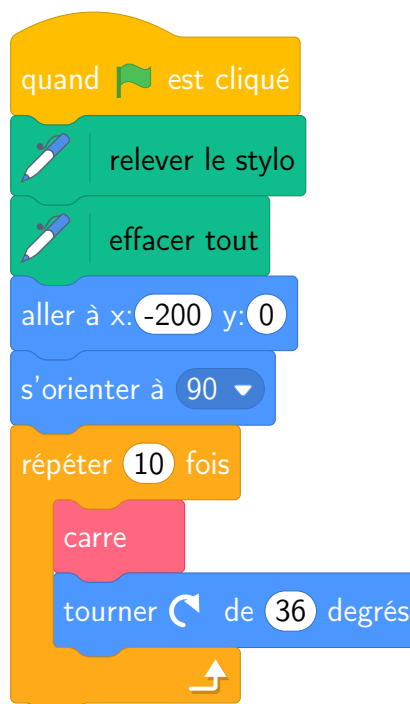 quand est cliqué
relever le stylo
effacer tout
aller à x: -200 y: 0
s'orienter à 90
répéter 10 fois
carre
tourner de 36 degrés